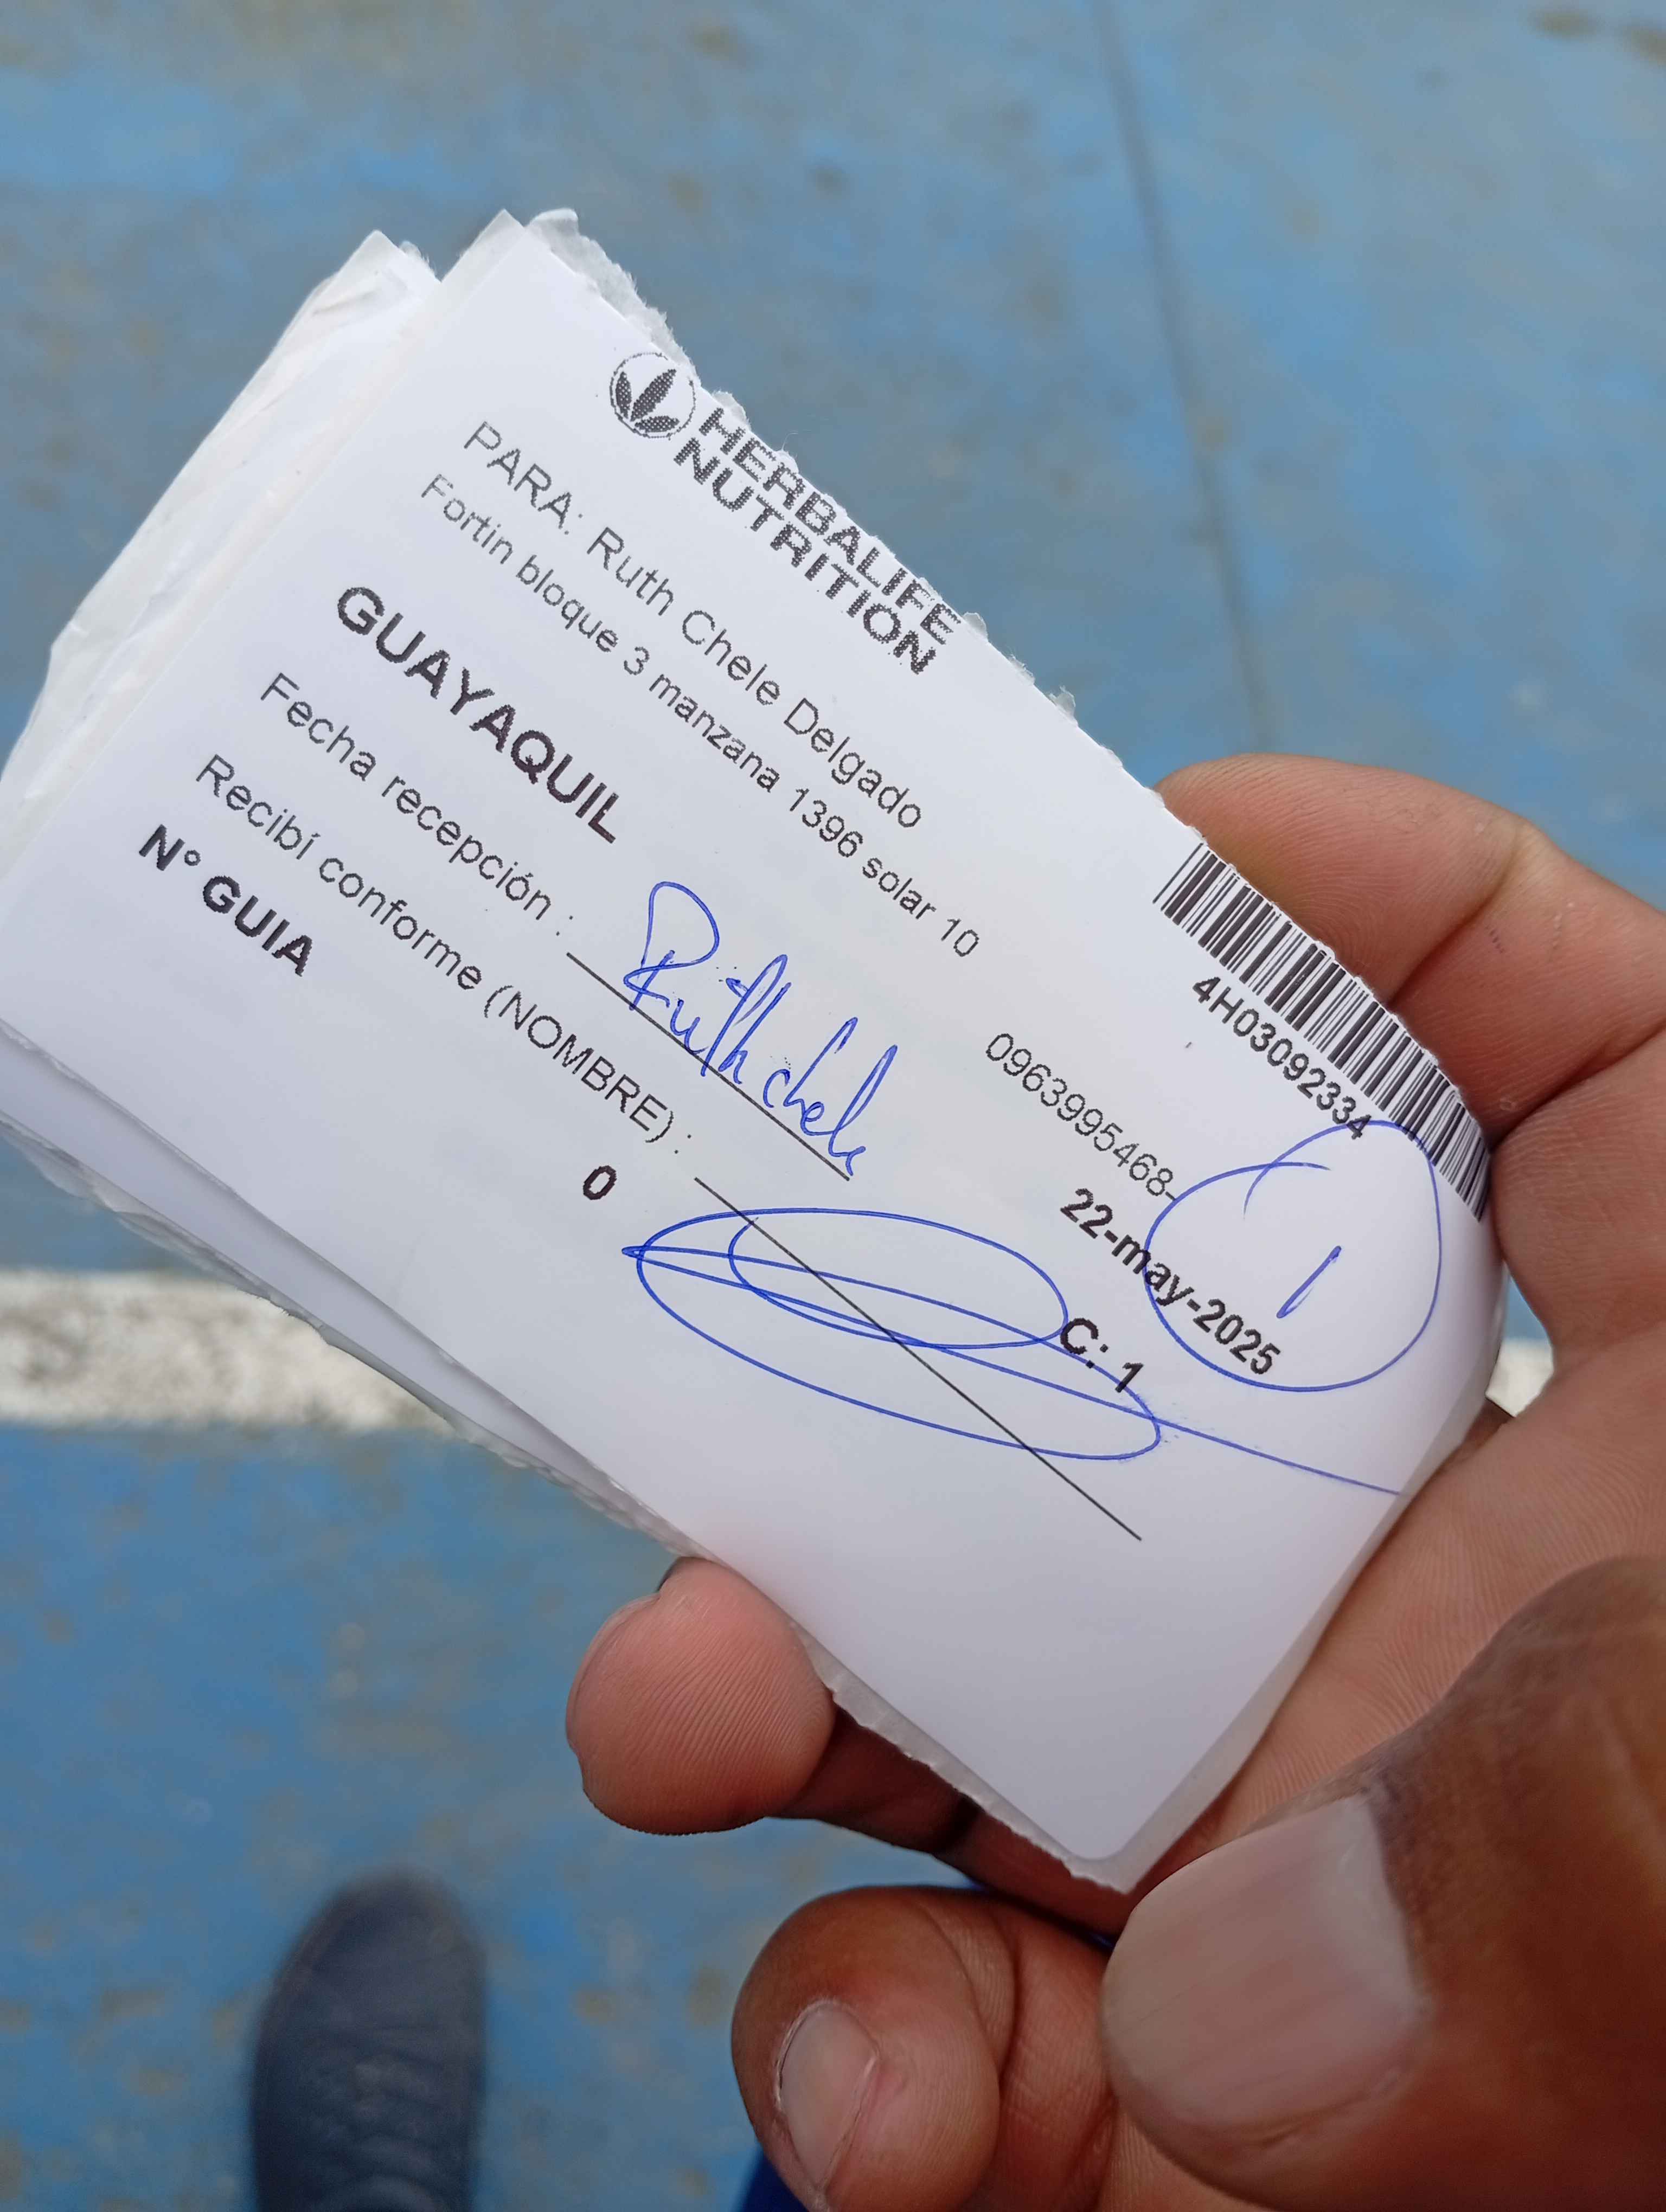 HERBALIFE
NUTRITION
4H03092334
PARA: Ruth Chele Delgado
Fortin bloque 3 manzana 1396 solar 10
0963995468-
GUAYAQUIL
22-may-2025
1
Fecha recepción : Ruth chele
Recibí conforme (NOMBRE) :
C: 1
N° GUIA
0